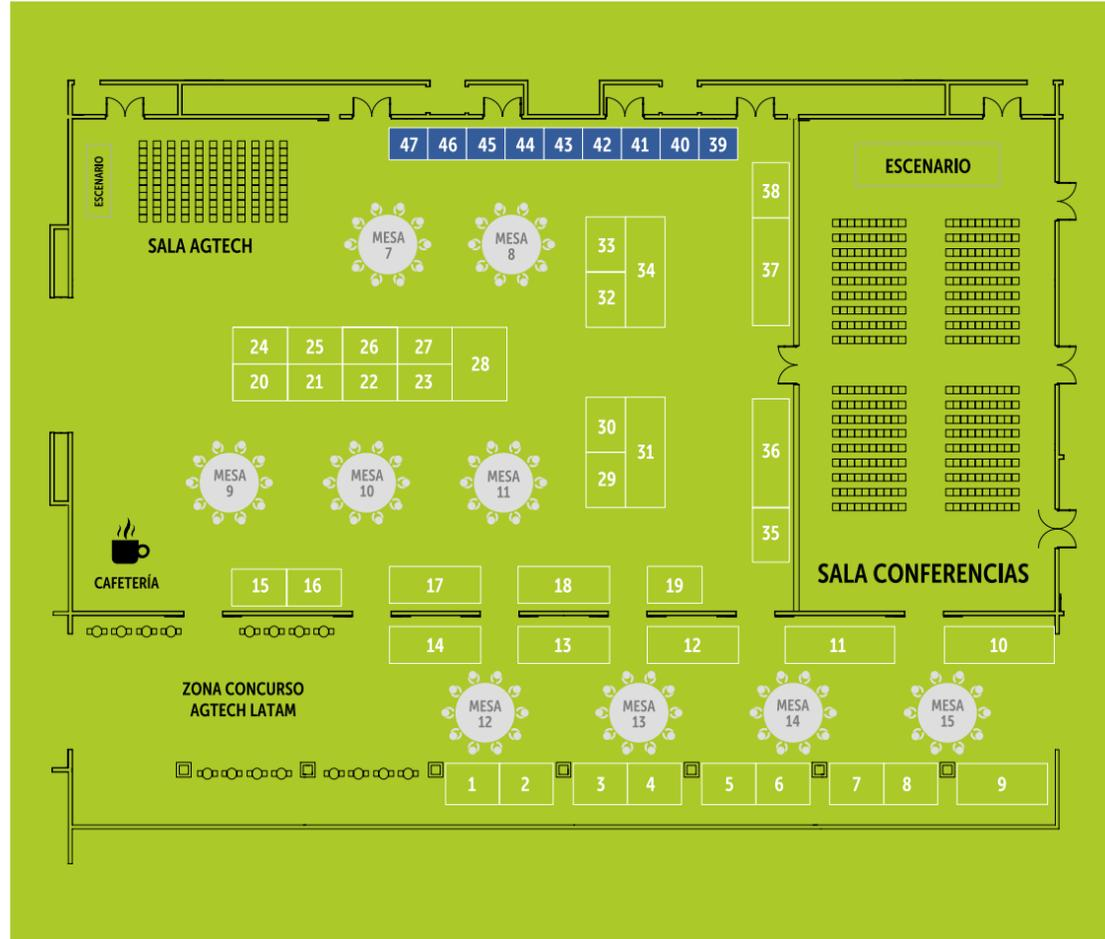 47 46 45 44 43 42 41 40 39
ESCENARIO
ESCENARIO
38
SALA AGTECH
MESA
7
MESA
8
33
34
37
32
24 25 26 27
28
20 21 22 23
30
31
36
29
MESA
9
MESA
10
MESA
11
35
CAFETERÍA
SALA CONFERENCIAS
15 16 17 18 19
14 13 12 11 10
ZONA CONCURSO
AGTECH LATAM
MESA
12
MESA
13
MESA
14
MESA
15
1 2 3 4 5 6 7 8 9